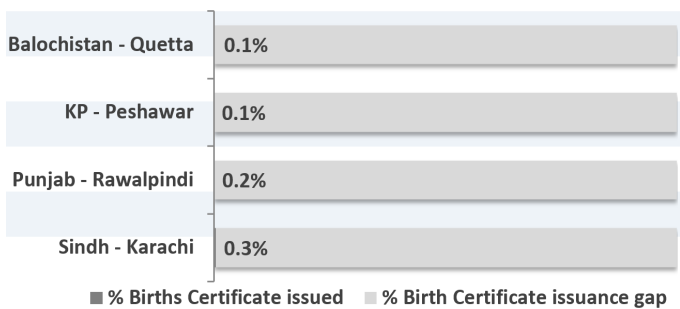 Balochistan - Quetta 0.1%
KP - Peshawar 0.1%
Punjab - Rawalpindi 0.2%
Sindh - Karachi 0.3%
% Births Certificate issued % Birth Certificate issuance gap